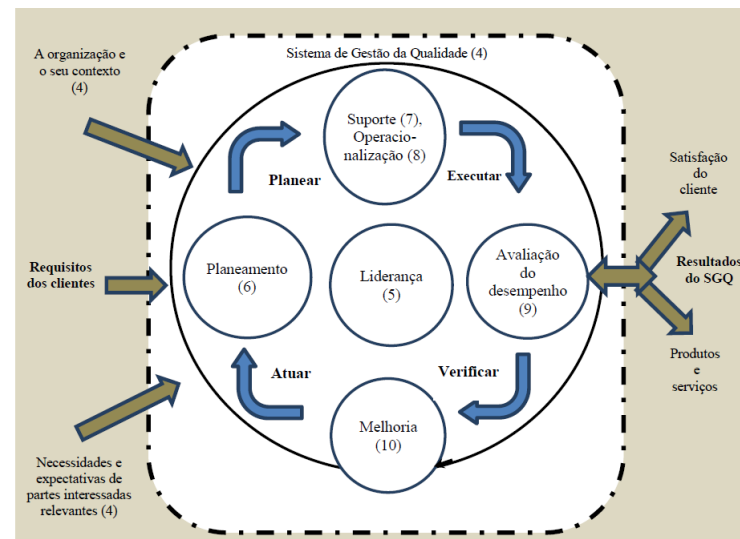 Sistema de Gestão da Qualidade (4)
A organização e
o seu contexto
(4)
Suporte (7),
Operacio-
nalização (8)
Planear
Executar
Satisfação
do
cliente
Requisitos
dos clientes
Planeamento
(6)
Liderança
(5)
Avaliação
do
desempenho
(9)
Resultados
do SGQ
Atuar
Verificar
Produtos
e
serviços
Melhoria
(10)
Necessidades e
expectativas de
partes interessadas
relevantes (4)